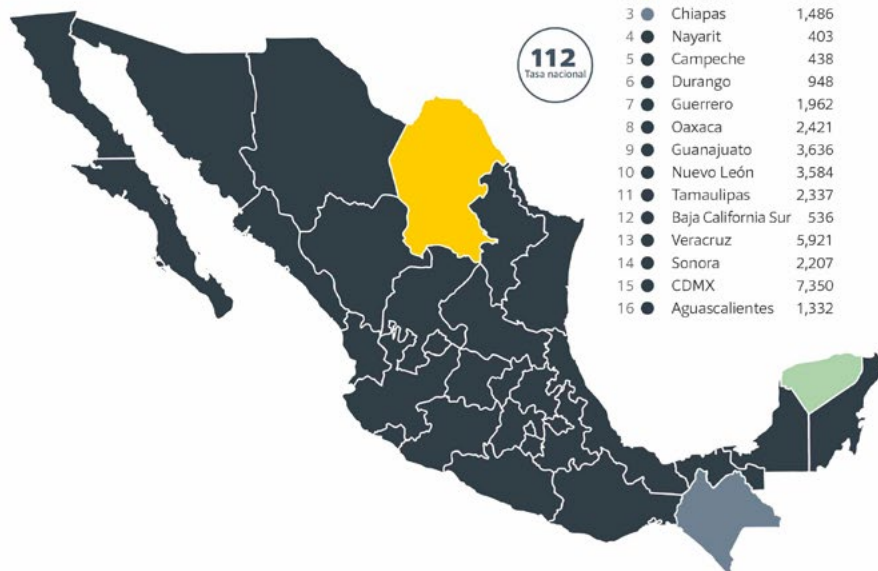 112
Tasa nacional
3 Chiapas 1,486
4 Nayarit 403
5 Campeche 438
6 Durango 948
7 Guerrero 1,962
8 Oaxaca 2,421
9 Guanajuato 3,636
10 Nuevo León 3,584
11 Tamaulipas 2,337
12 Baja California Sur 536
13 Veracruz 5,921
14 Sonora 2,207
15 CDMX 7,350
16 Aguascalientes 1,332